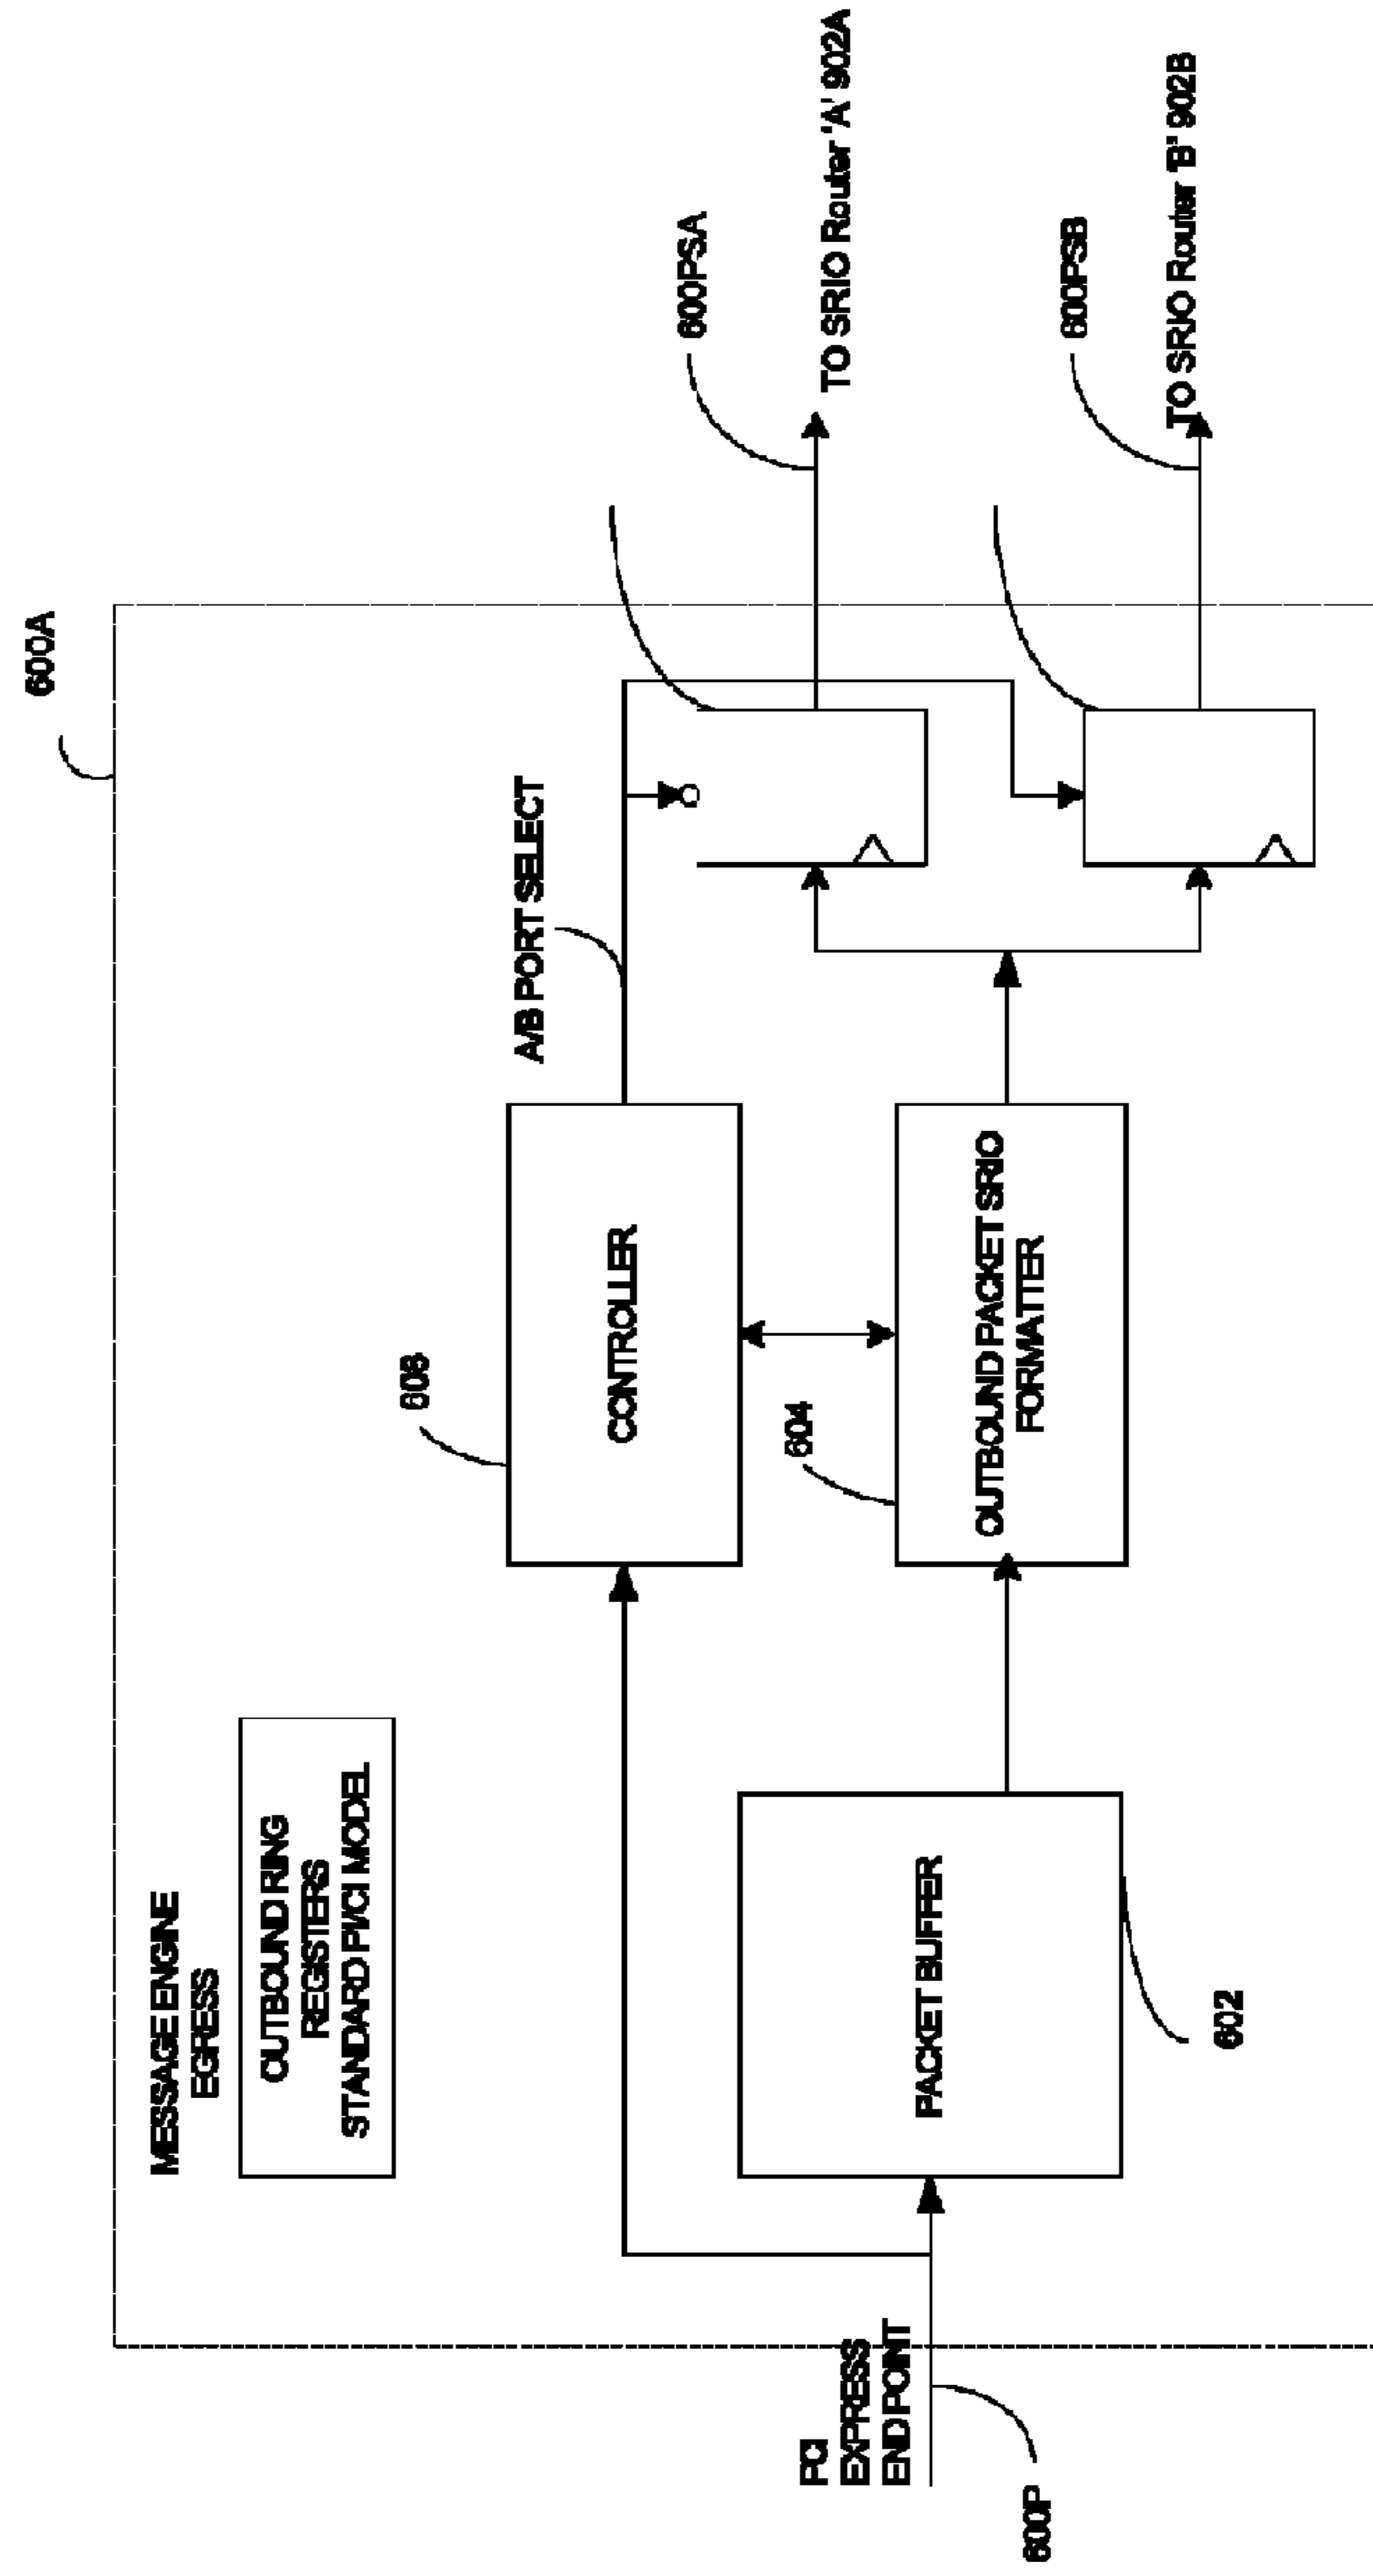 600A
MESSAGE ENGINE
EGRESS
OUTBOUND RING
REGISTERS
STANDARD PI/CI MODEL
A/B PORT SELECT
608
CONTROLLER
600PSA
TO SRIO Router 'A' 902A
PCI
EXPRESS
END POINT
600P
PACKET BUFFER
602
604
OUTBOUND PACKET SRIO
FORMATTER
600PSB
TO SRIO Router 'B' 902B